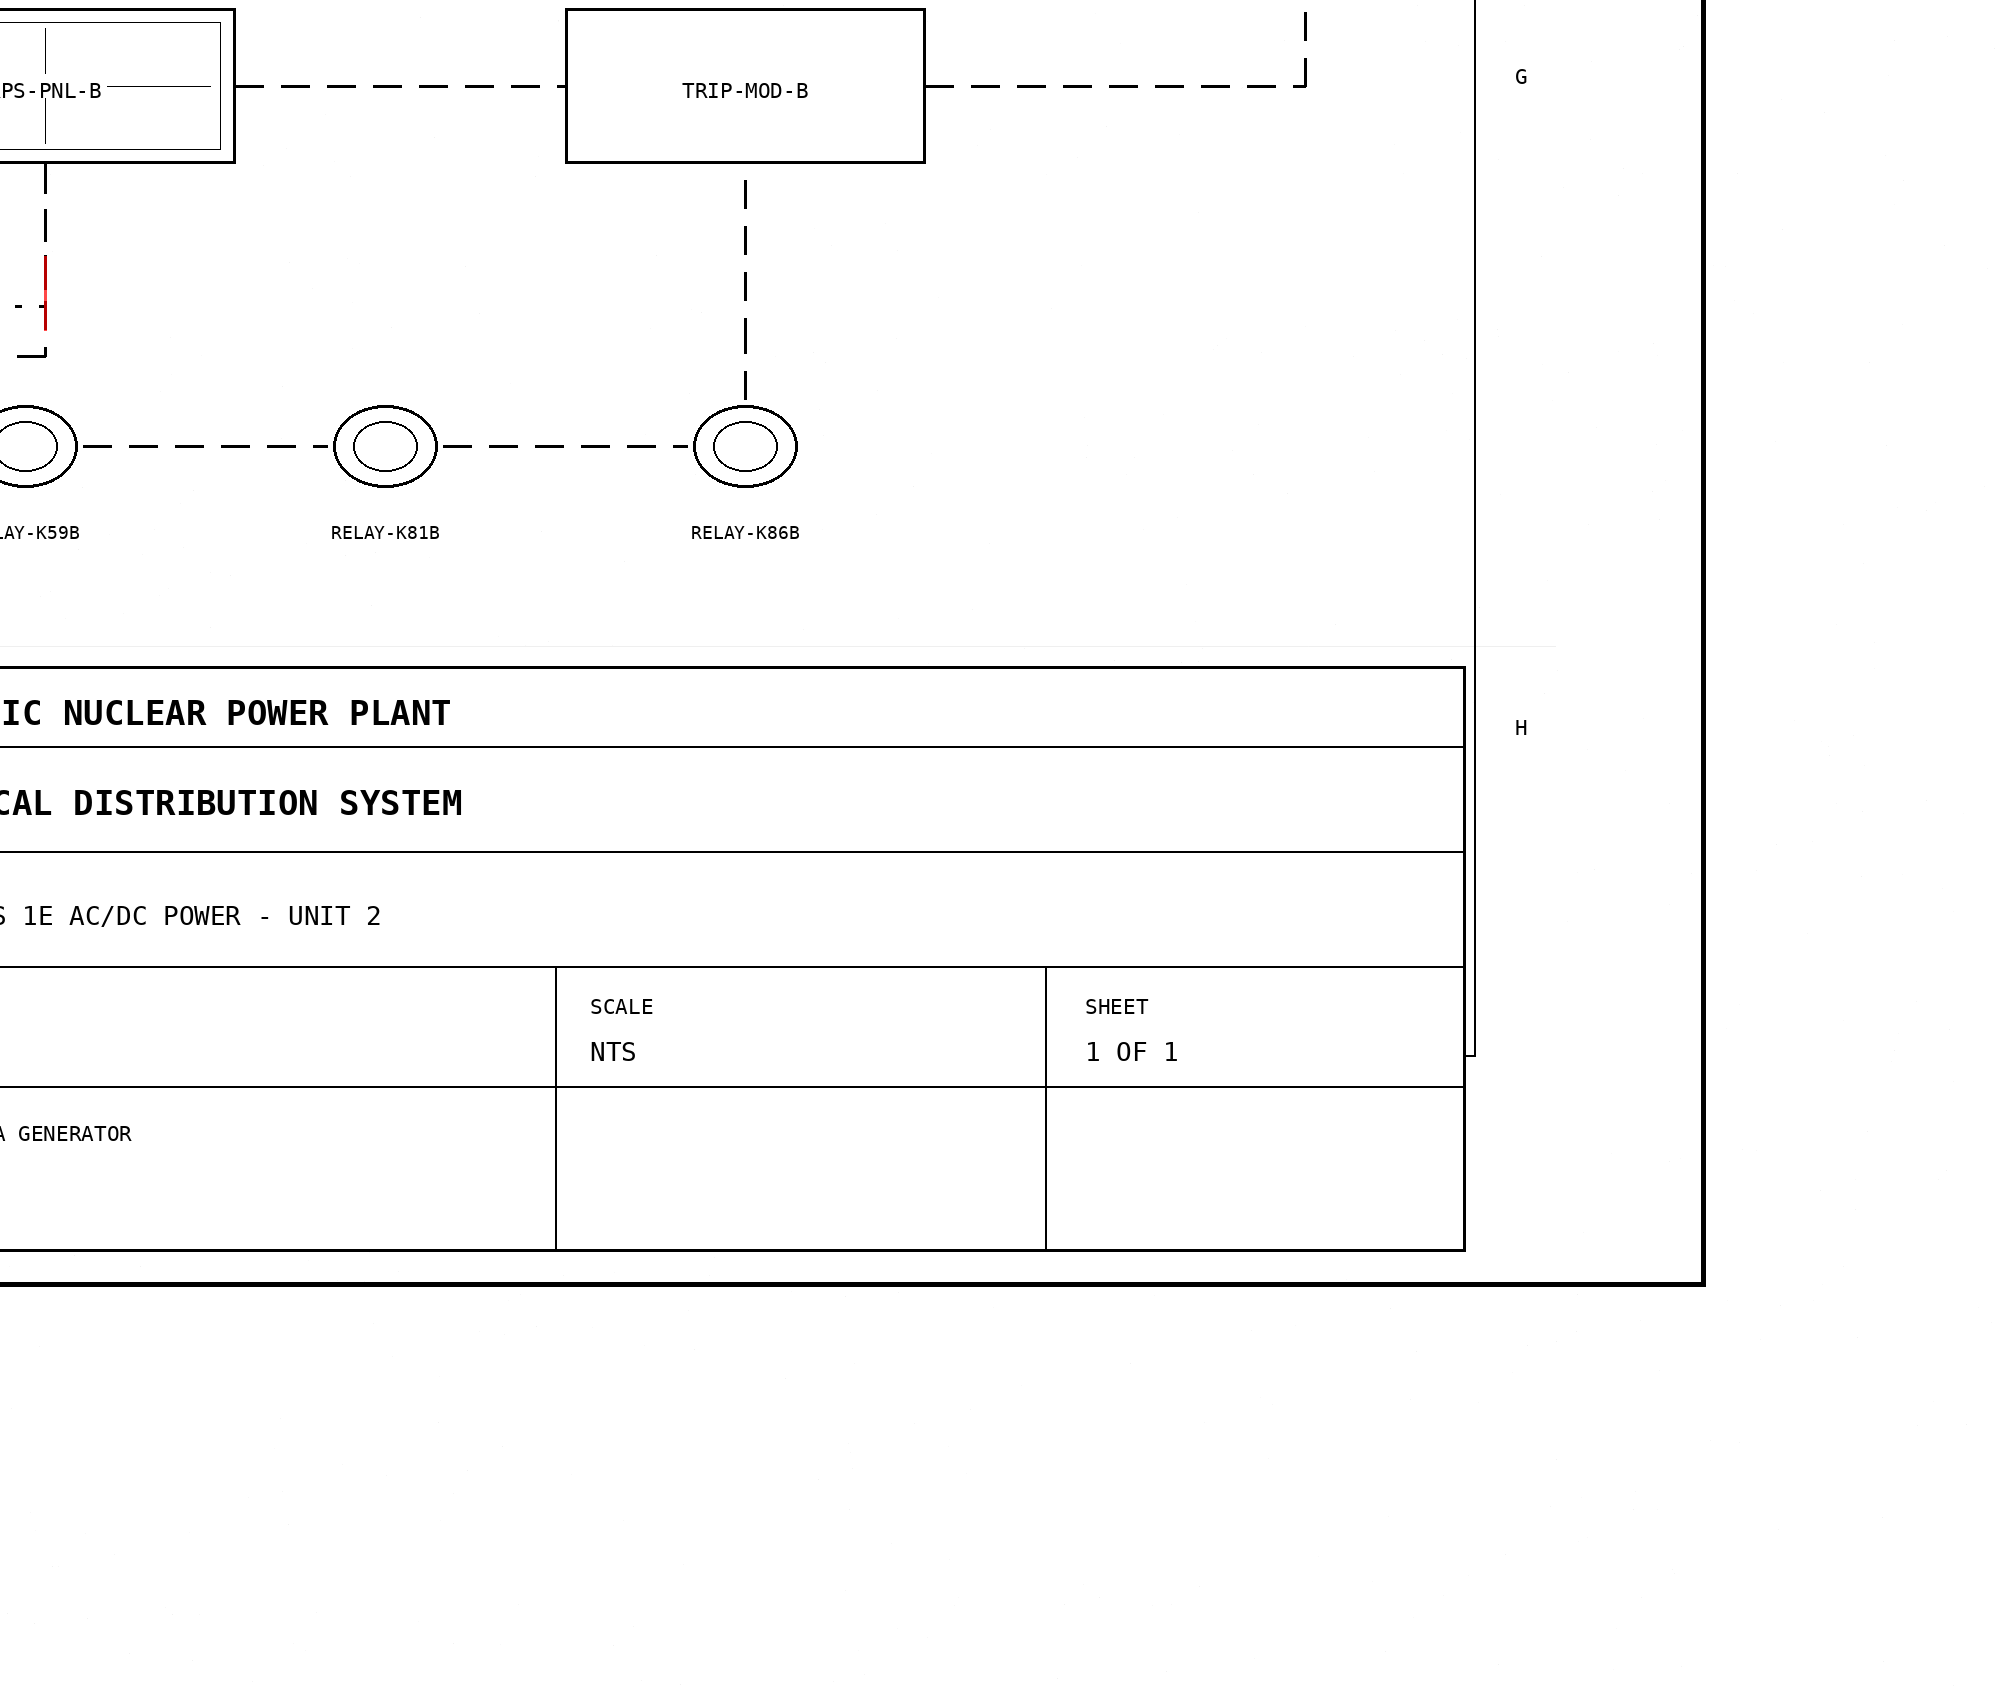 PS-PNL-B
TRIP-MOD-B
G
LAY-K59B
RELAY-K81B
RELAY-K86B
IC NUCLEAR POWER PLANT
H
CAL DISTRIBUTION SYSTEM
S 1E AC/DC POWER - UNIT 2
SCALE
SHEET
NTS
1 OF 1
A GENERATOR